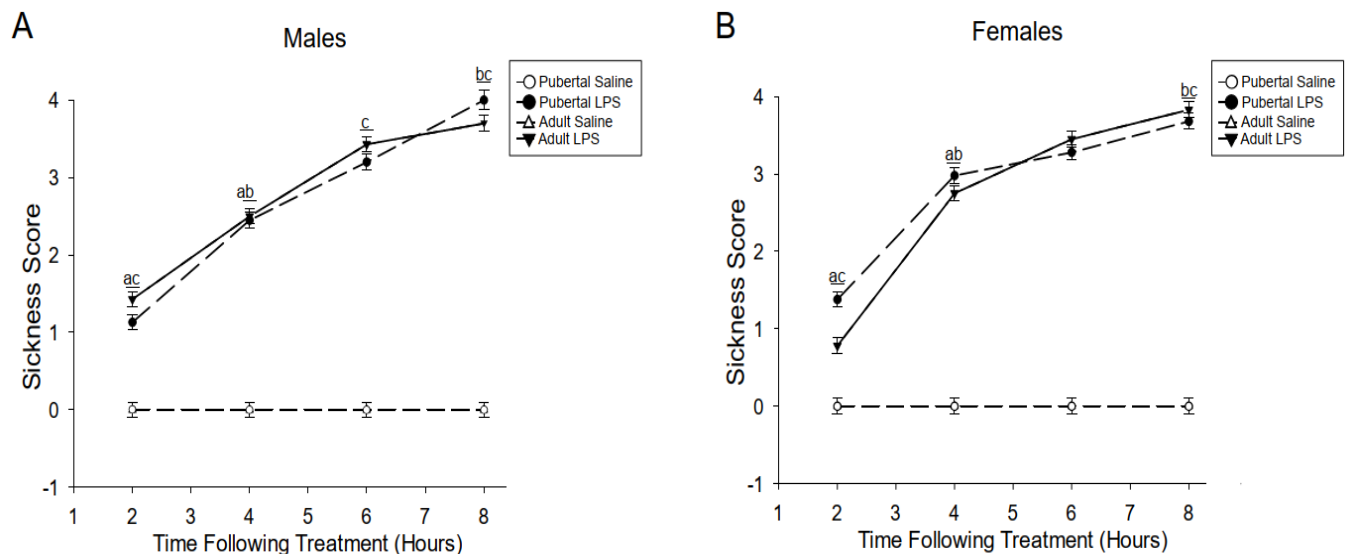 A
Males
Pubertal Saline
Pubertal LPS
Adult Saline
Adult LPS
Sickness Score
4
3
2
1
0
-1
ac
ab
c
bc
1 2 3 4 5 6 7 8
Time Following Treatment (Hours)
B
Females
Pubertal Saline
Pubertal LPS
Adult Saline
Adult LPS
Sickness Score
4
3
2
1
0
-1
ac
ab
bc
1 2 3 4 5 6 7 8
Time Following Treatment (Hours)